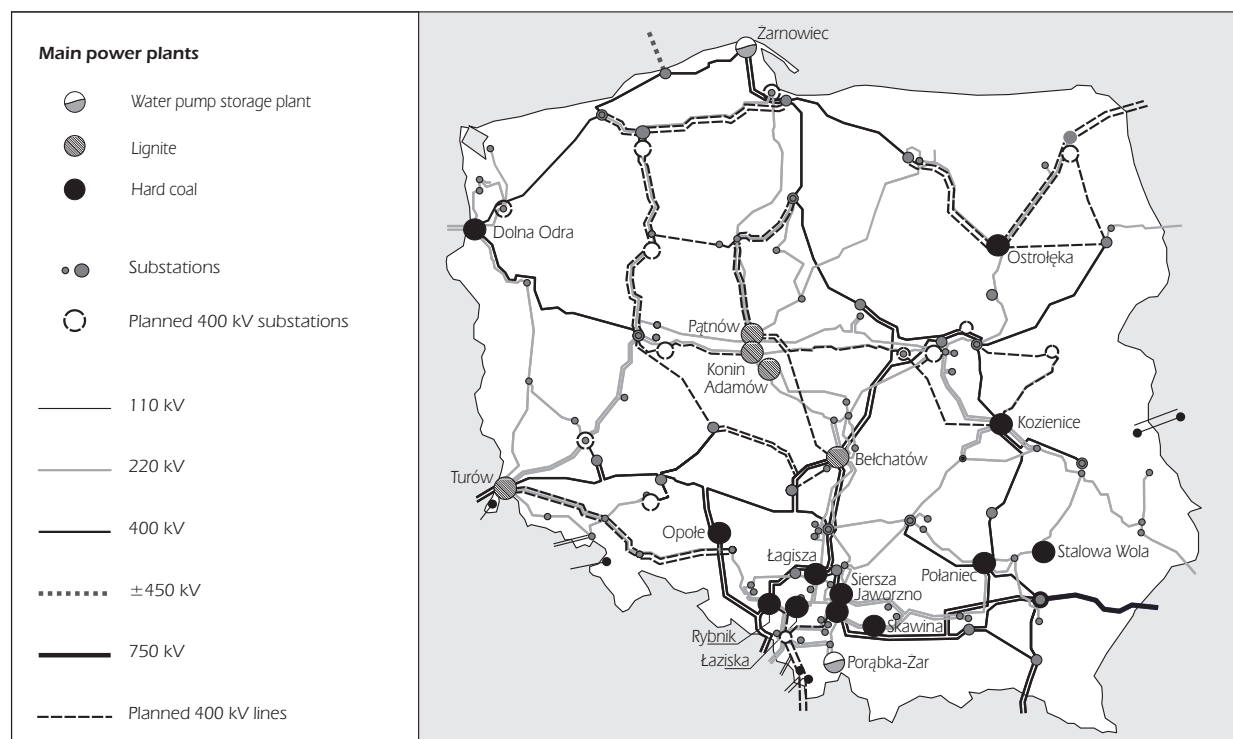 Main power plants
Water pump storage plant
Lignite
Hard coal
Substations
Planned 400 kV substations
110 kV
220 kV
400 kV
±450 kV
750 kV
Planned 400 kV lines
Żarnowiec
Dolna Odra
Ostrołęka
Pątnów
Konin
Adamów
Kozienice
Bełchatów
Turów
Opole
Łagisza
Siersza
Jaworzno
Połaniec
Stalowa Wola
Skawina
Rybnik
Łaziska
Porąbka-Żar